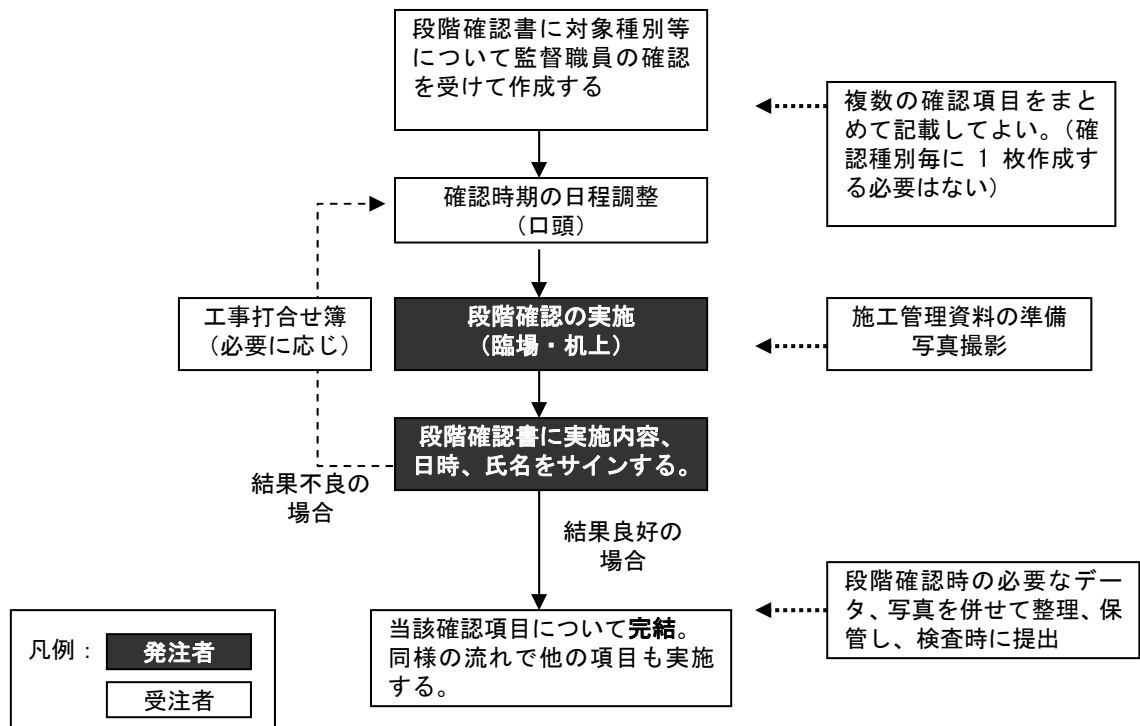 段階確認書に対象種別等
について監督職員の確認
を受けて作成する
複数の確認項目をまと
めて記載してよい。（確
認種別毎に 1 枚作成す
る必要はない）
確認時期の日程調整
（口頭）
工事打合せ簿
（必要に応じ）
段階確認の実施
（臨場・机上）
施工管理資料の準備
写真撮影
段階確認書に実施内容、
日時、氏名をサインする。
結果不良の
場合
結果良好の
場合
段階確認時の必要なデー
タ、写真を併せて整理、保
管し、検査時に提出
当該確認項目について完結。
同様の流れで他の項目も実施
する。
凡例：
発注者
受注者